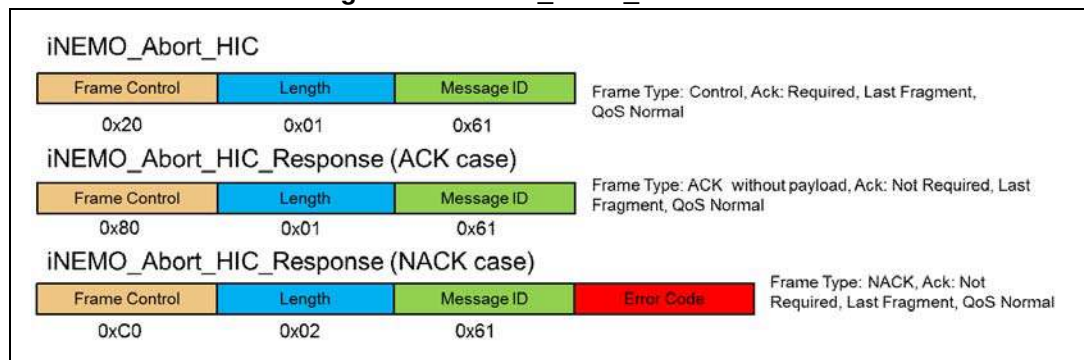 iNEMO_Abort_HIC
Frame Control Length Message ID
Frame Type: Control, Ack: Required, Last Fragment,
QoS Normal
0x20 0x01 0x61
iNEMO_Abort_HIC_Response (ACK case)
Frame Control Length Message ID
Frame Type: ACK without payload, Ack: Not Required, Last
Fragment, QoS Normal
0x80 0x01 0x61
iNEMO_Abort_HIC_Response (NACK case)
Frame Control Length Message ID Error Code
Frame Type: NACK, Ack: Not
Required, Last Fragment, QoS Normal
0xC0 0x02 0x61